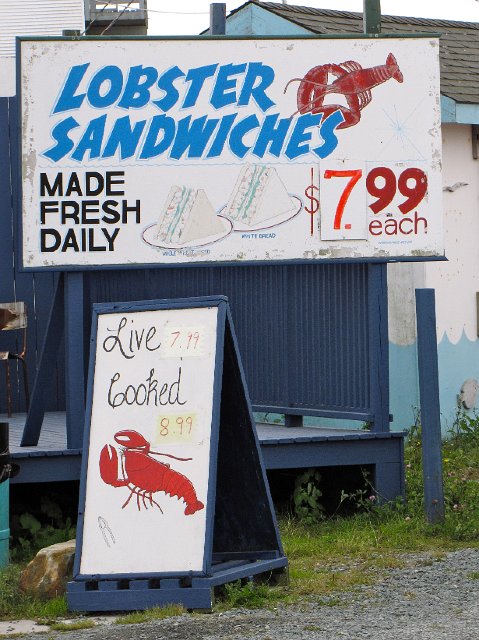 LOBSTER
SANDWICHES
MADE
FRESH
DAILY
WHITE BREAD
$7.99
each
Live 7.99
Cooked
8.99